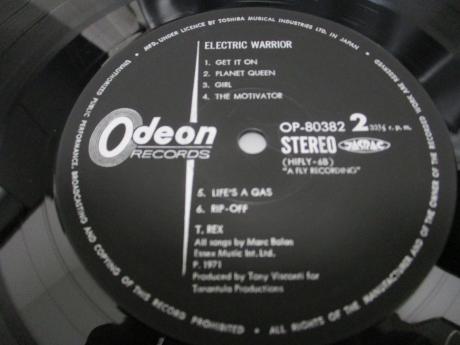 MFD. UNDER LICENCE BY TOSHIBA MUSICAL INDUSTRIES LTD. IN JAPAN • ALL RIGHTS OF THE MANUFACTURER AND OF THE OWNER OF THE RECORDED WORK ARE RESERVED • UNAUTHORIZED PUBLIC PERFORMANCE, BROADCASTING AND COPYING OF THIS RECORD PROHIBITED •
ELECTRIC WARRIOR
1. GET IT ON
2. PLANET QUEEN
3. GIRL
4. THE MOTIVATOR
Odeon
RECORDS
OP-80382 2 33⅓ r. p. m.
STEREO
(HIFLY-6B)
"A FLY RECORDING"
5. LIFE'S A GAS
6. RIP-OFF
T. REX
All songs by Marc Bolan
Essex Music Int. Ltd.
P. 1971
Produced by Tony Visconti for
Tarantula Productions